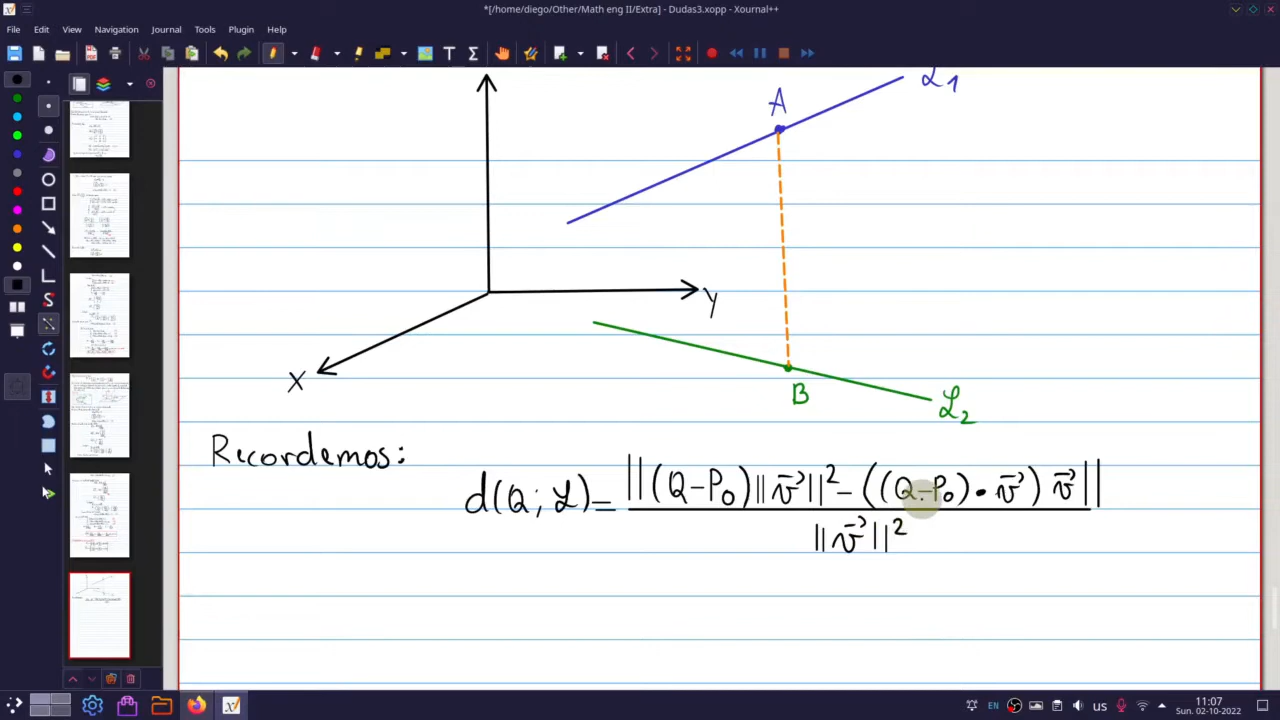 *[/home/diego/Other/Math eng II/Extra] - Dudas3.xopp - Xournal++
File Edit View Navigation Journal Tools Plugin Help
L1
A
y
X
B
L2
Recordemos:
d(Q, L) = ||(Q-P₀)||v⃗||² - ((Q-P₀)•v⃗) v⃗||
||v⃗||²
EN us 11:07
Sun. 02-10-2022